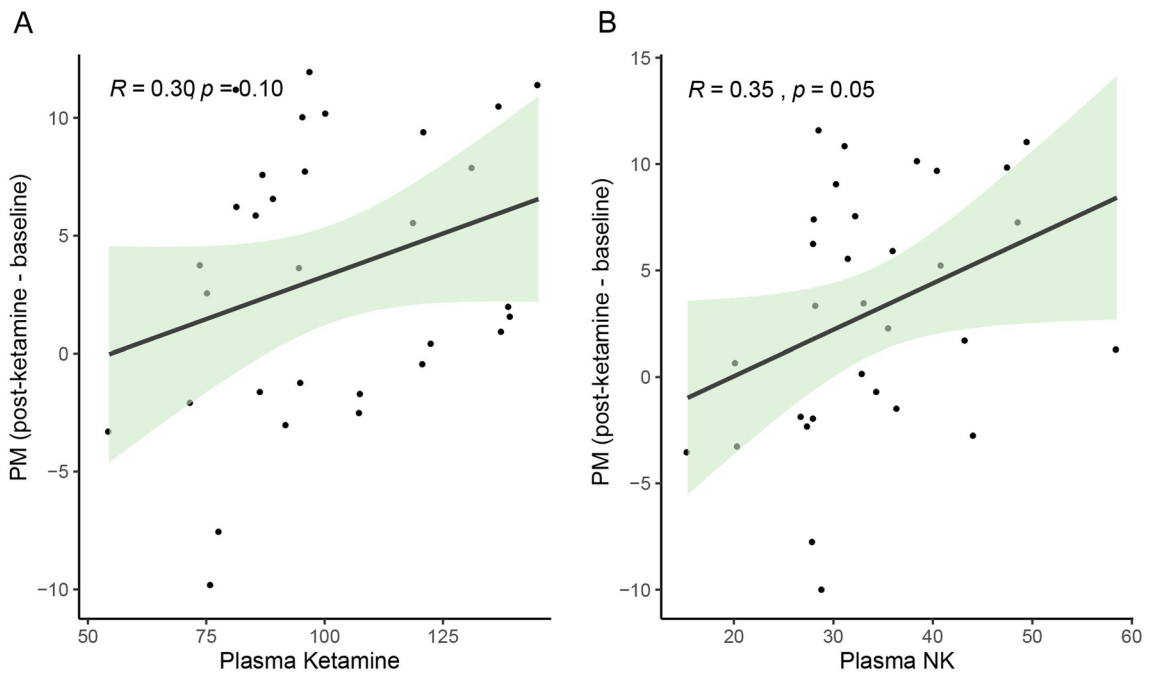 A
R = 0.30, p = 0.10
PM (post-ketamine - baseline)
10
5
0
−5
−10
50 75 100 125
Plasma Ketamine
B
R = 0.35 , p = 0.05
PM (post-ketamine - baseline)
15
10
5
0
−5
−10
20 30 40 50 60
Plasma NK